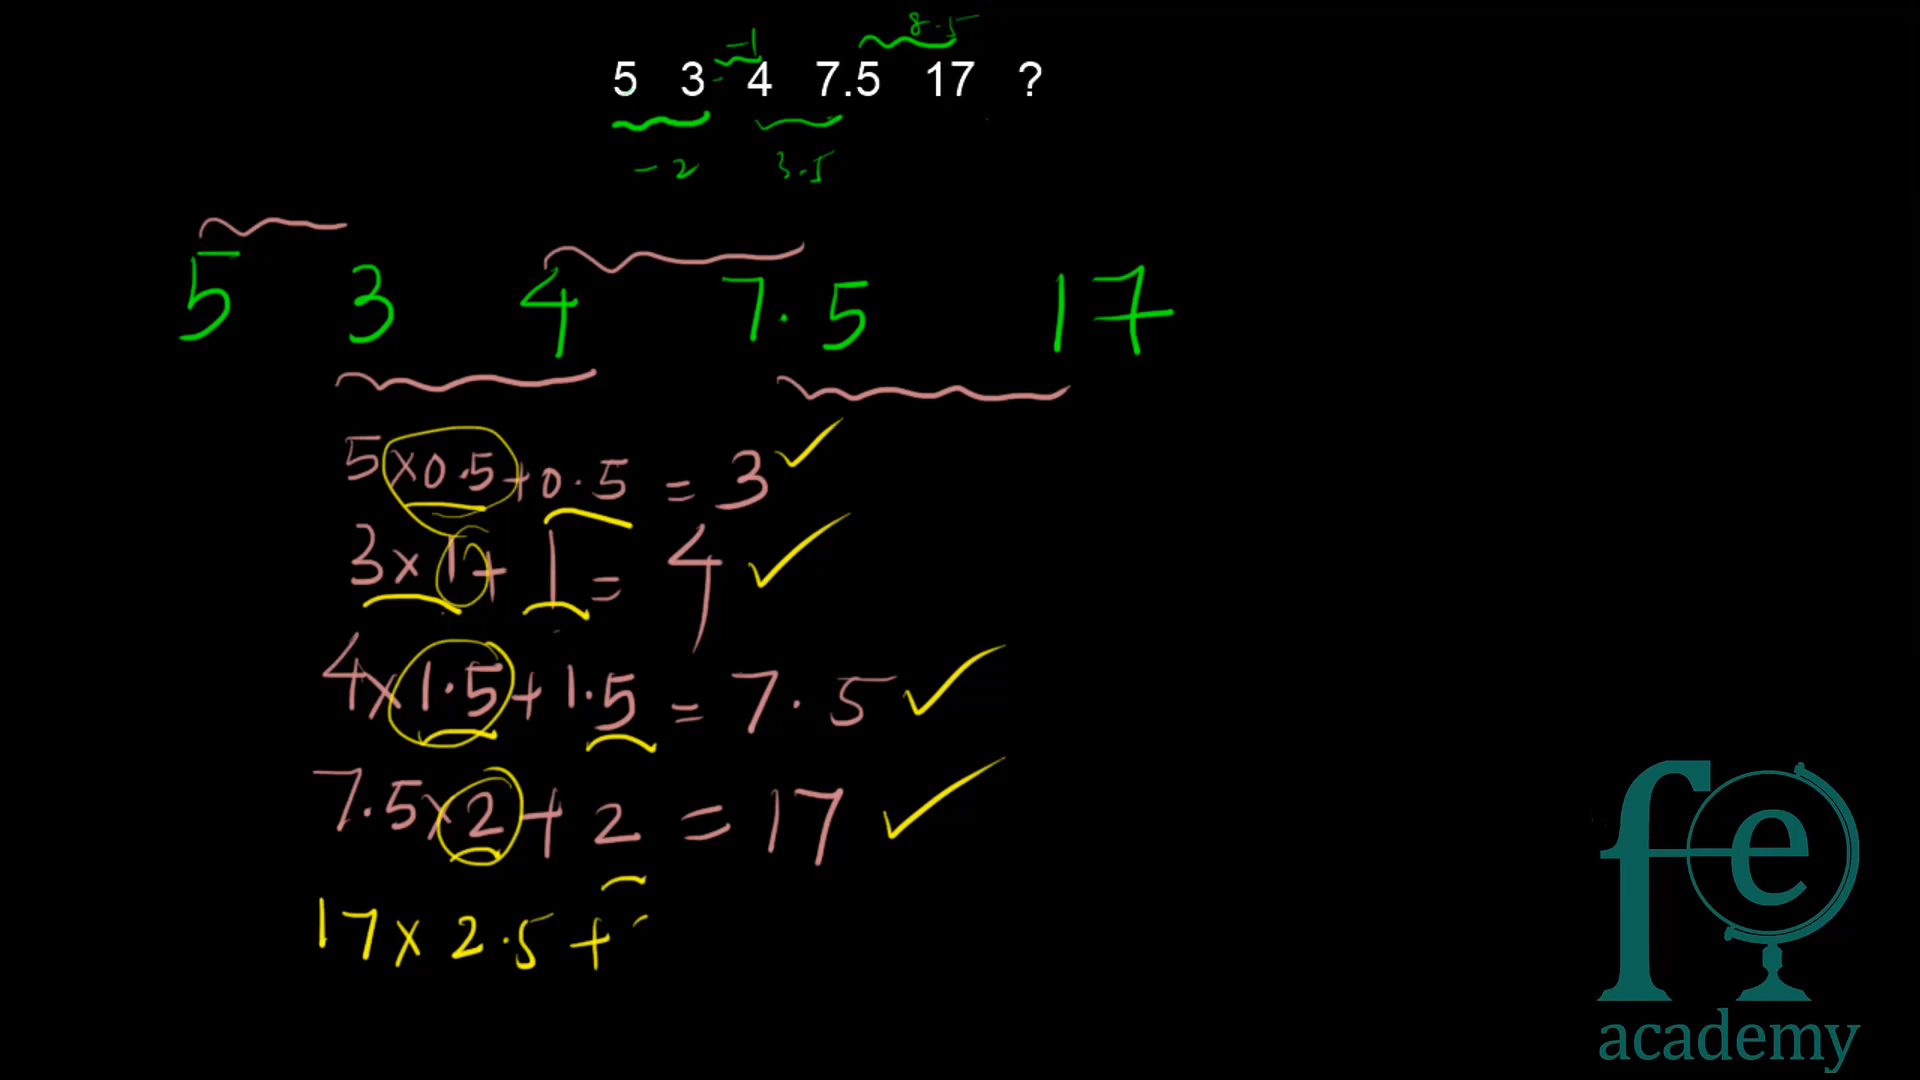 8.5
-1
5 3 - 4 7.5 17 ?
-2 3.5
5 3 4 7.5 17
5×0.5+0.5 = 3
3×1+1 = 4
4×1.5+1.5 = 7.5
7.5×2+2 = 17
17×2.5+
fe
academy